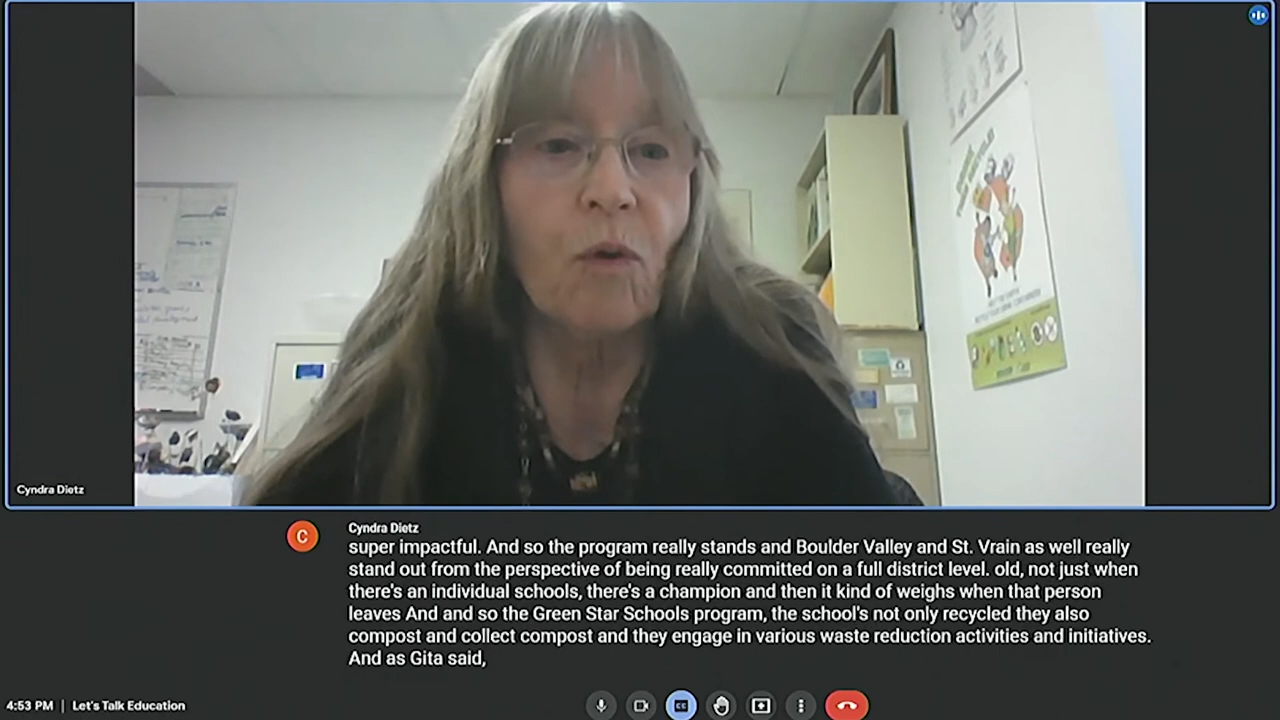 Cyndra Dietz
Cyndra Dietz
super impactful. And so the program really stands and Boulder Valley and St. Vrain as well really
stand out from the perspective of being really committed on a full district level. old, not just when
there's an individual schools, there's a champion and then it kind of weighs when that person
leaves And and so the Green Star Schools program, the school's not only recycled they also
compost and collect compost and they engage in various waste reduction activities and initiatives.
And as Gita said,
C
4:53 PM | Let's Talk Education